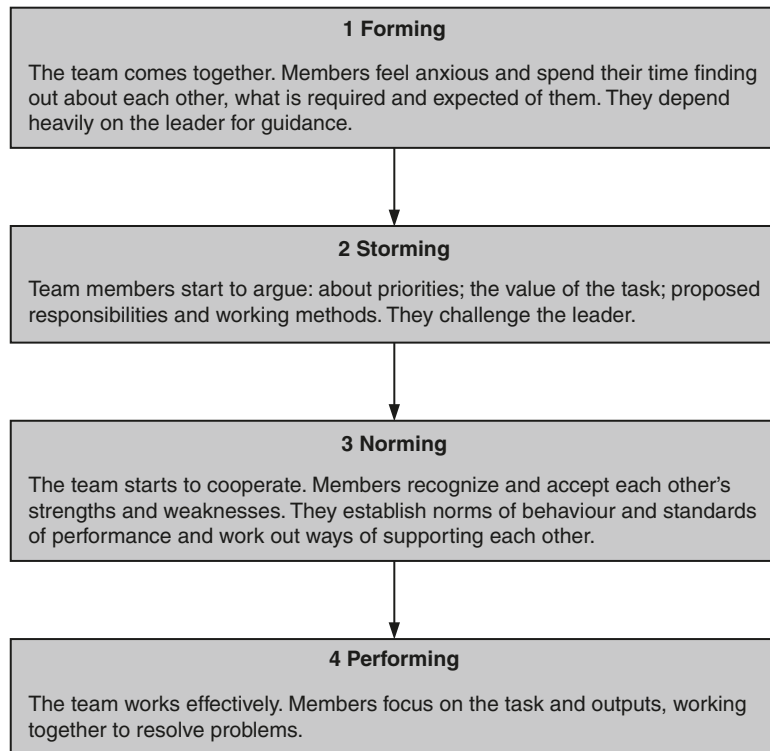 1 Forming
The team comes together. Members feel anxious and spend their time finding
out about each other, what is required and expected of them. They depend
heavily on the leader for guidance.
2 Storming
Team members start to argue: about priorities; the value of the task; proposed
responsibilities and working methods. They challenge the leader.
3 Norming
The team starts to cooperate. Members recognize and accept each other’s
strengths and weaknesses. They establish norms of behaviour and standards
of performance and work out ways of supporting each other.
4 Performing
The team works effectively. Members focus on the task and outputs, working
together to resolve problems.